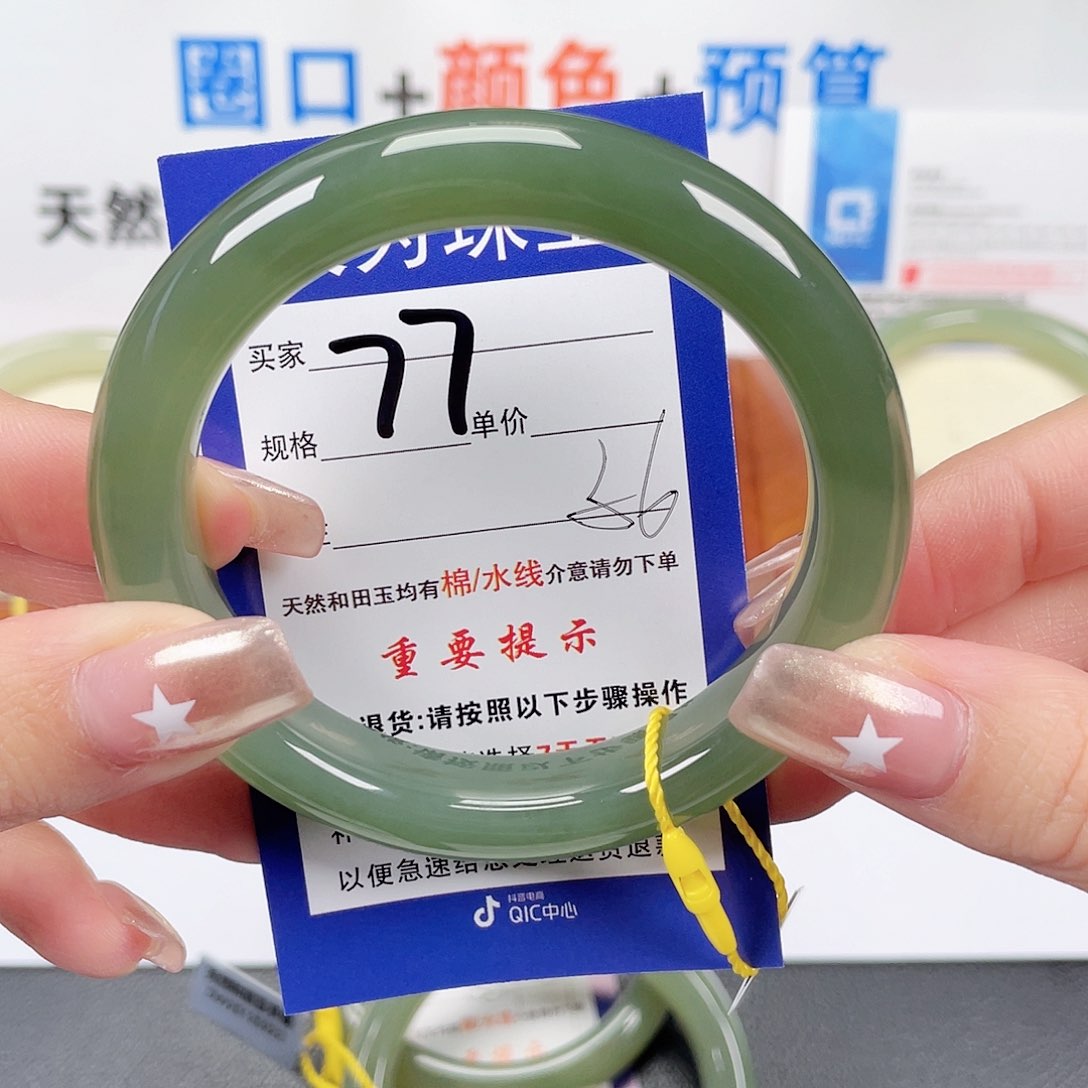 圈口+颜色+预算
天然
买家
77
规格
单价
56
天然和田玉均有棉/水线介意请勿下单
重要提示
退货:请按照以下步骤操作
以便急速给您处理退货退款
抖音电商
QIC中心